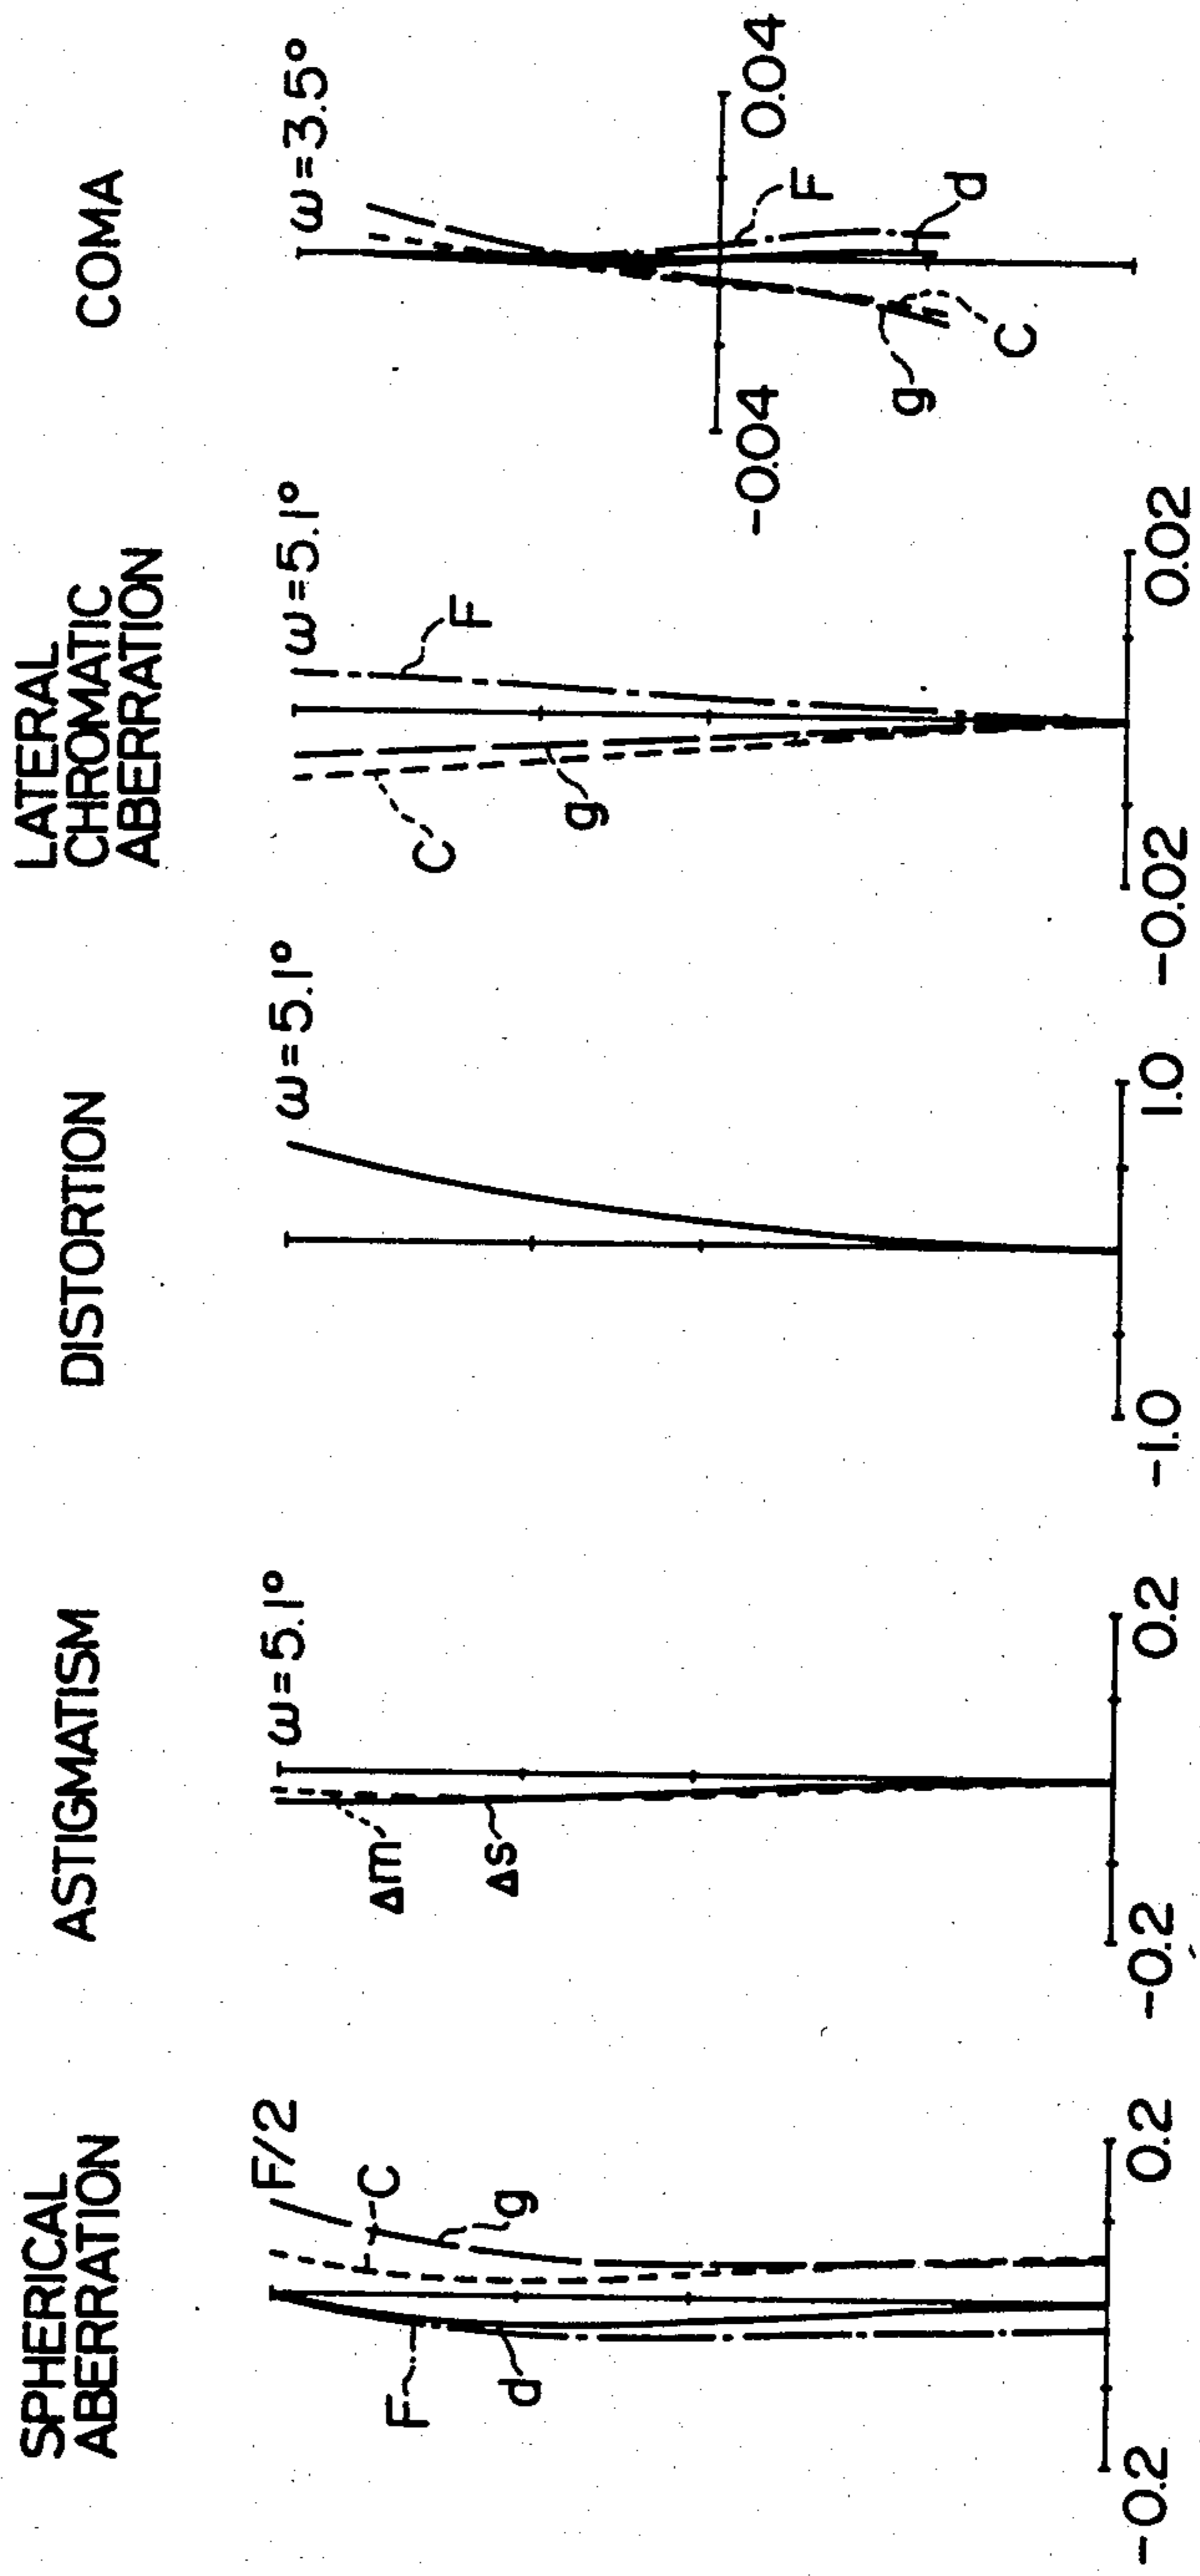 SPHERICAL
ABERRATION
F/2
C
g
F
d
-0.2
0.2
ASTIGMATISM
ω=5.1°
Δm
Δs
-0.2
0.2
DISTORTION
ω=5.1°
-1.0
1.0
LATERAL
CHROMATIC
ABERRATION
ω=5.1°
F
C
g
-0.02
0.02
COMA
ω=3.5°
-0.04
0.04
F
d
g
C